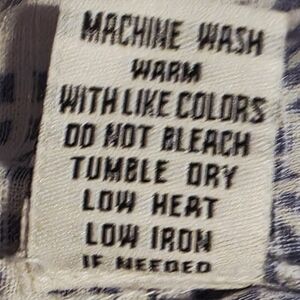 MACHINE WASH
WARM
WITH LIKE COLORS
DO NOT BLEACH
TUMBLE DRY
LOW HEAT
LOW IRON
IF NEEDED